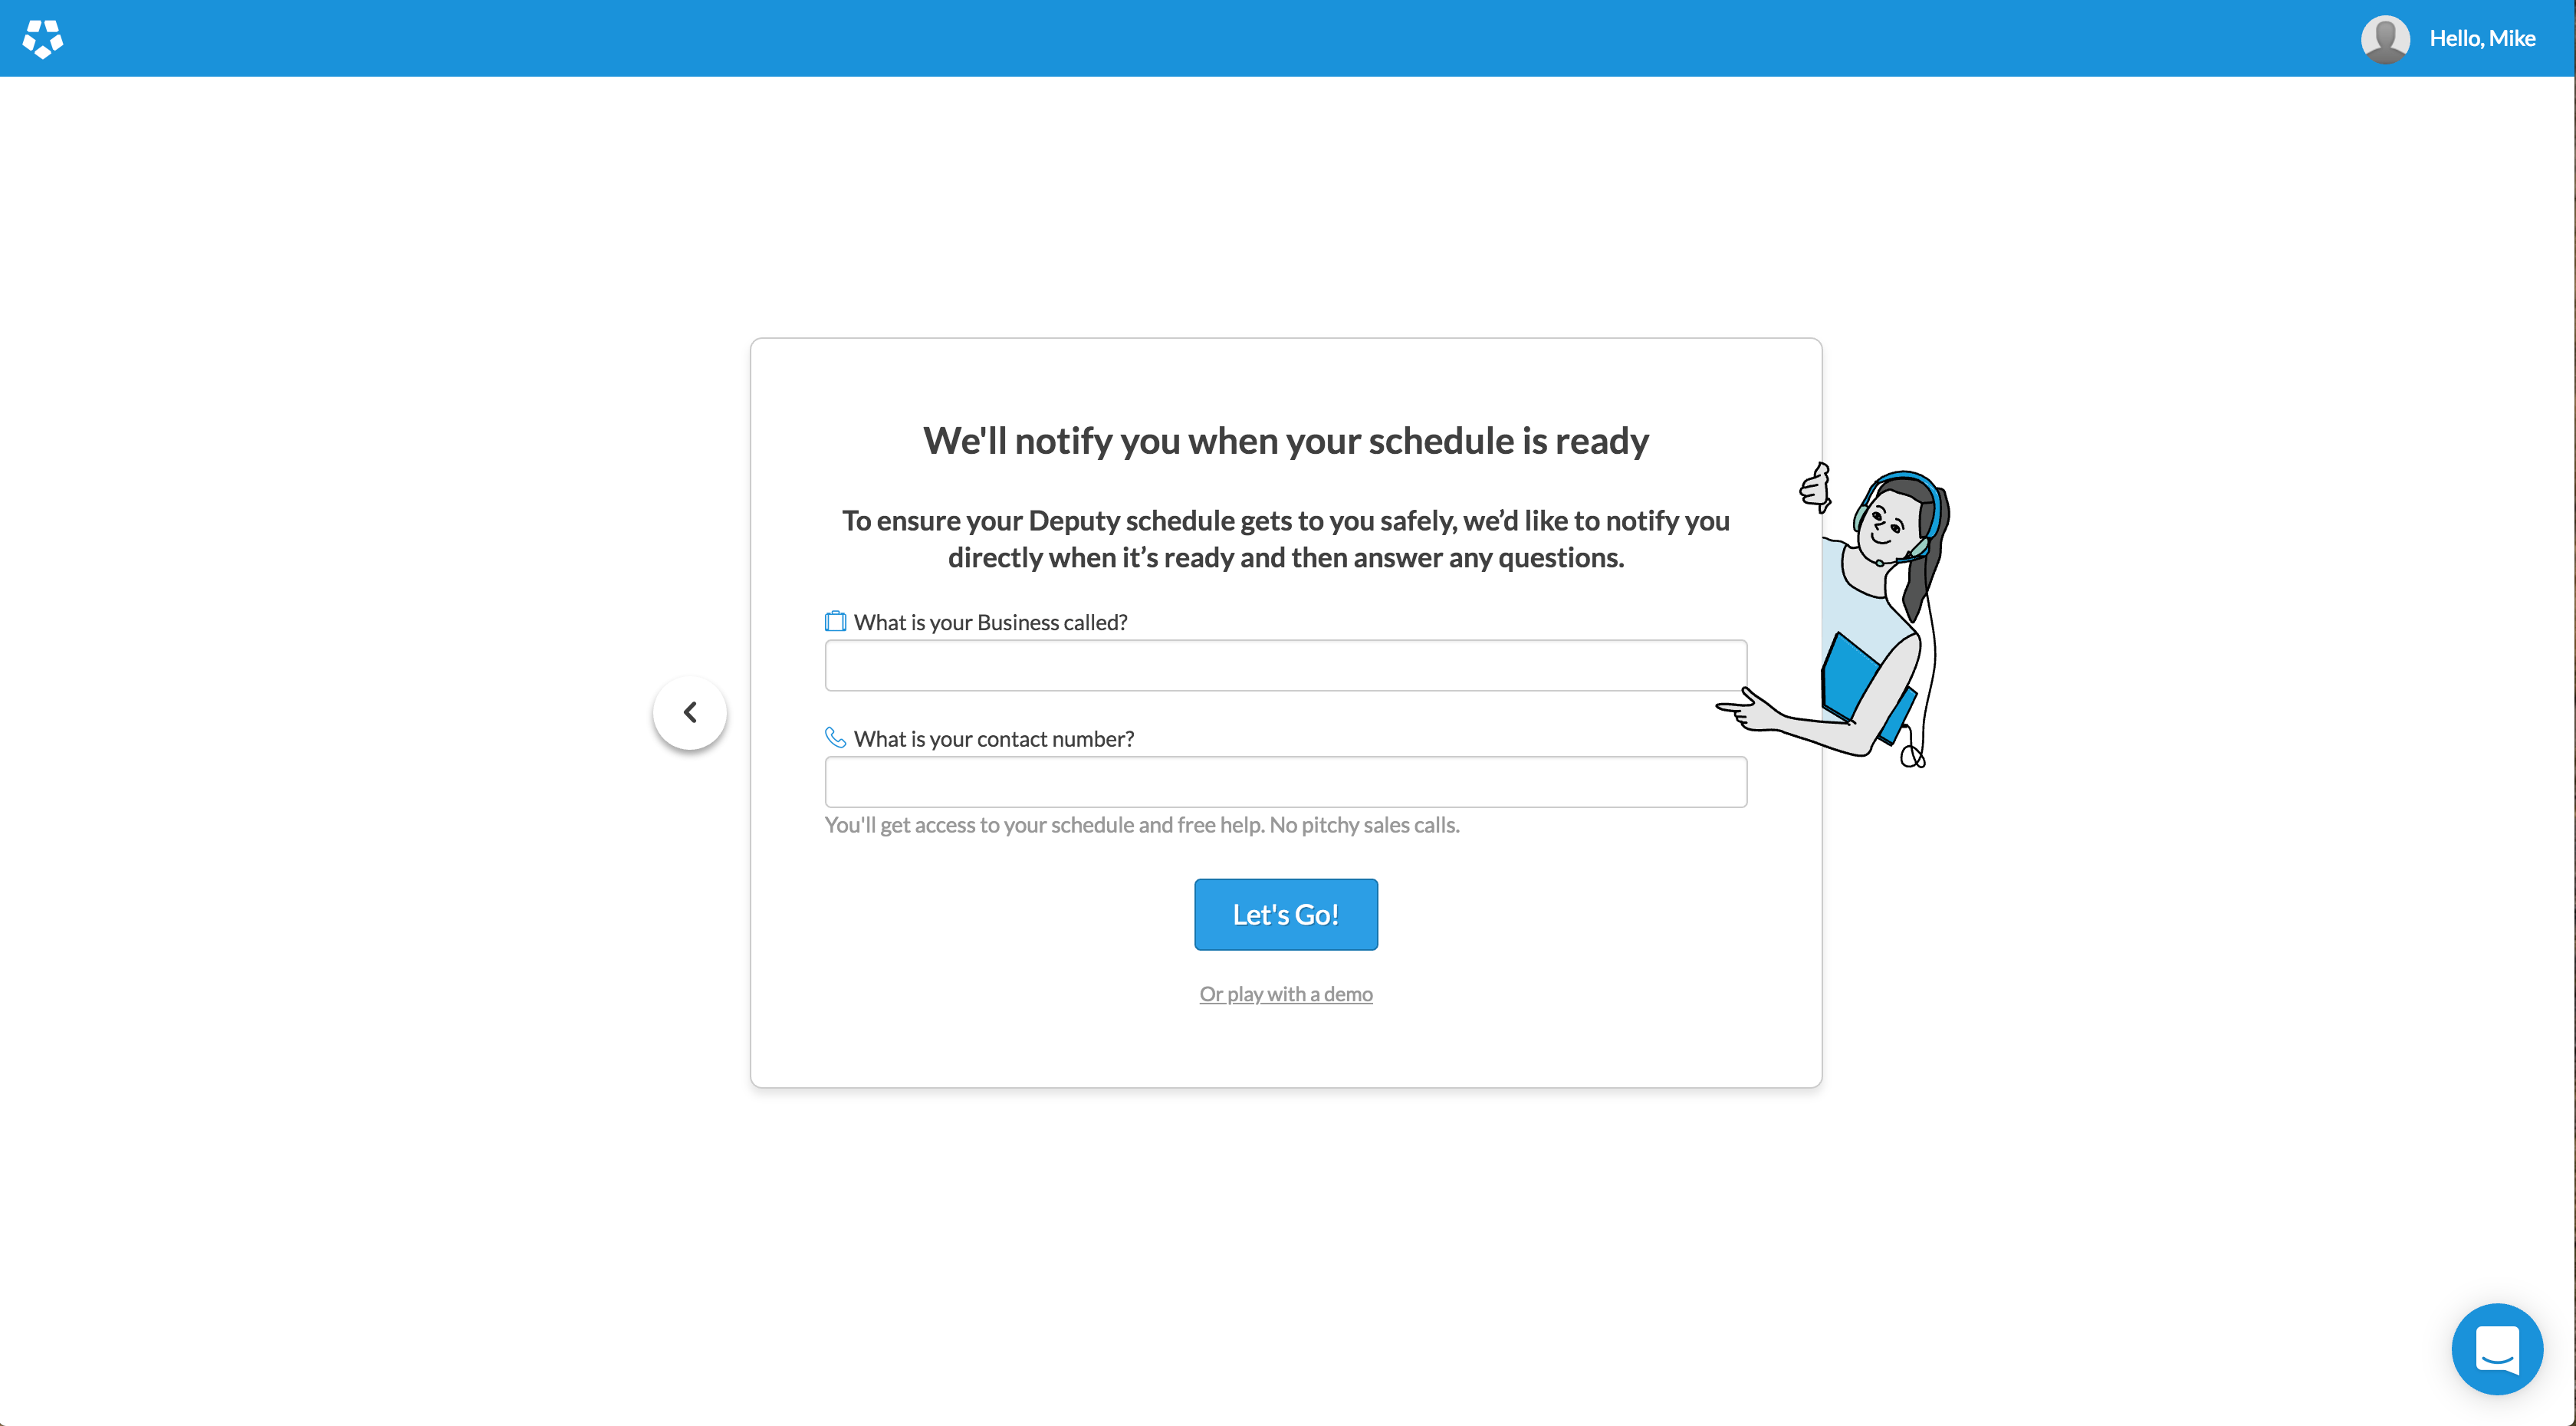 Hello, Mike
We'll notify you when your schedule is ready
To ensure your Deputy schedule gets to you safely, we’d like to notify you
directly when it’s ready and then answer any questions.
What is your Business called?
What is your contact number?
You'll get access to your schedule and free help. No pitchy sales calls.
Let's Go!
Or play with a demo